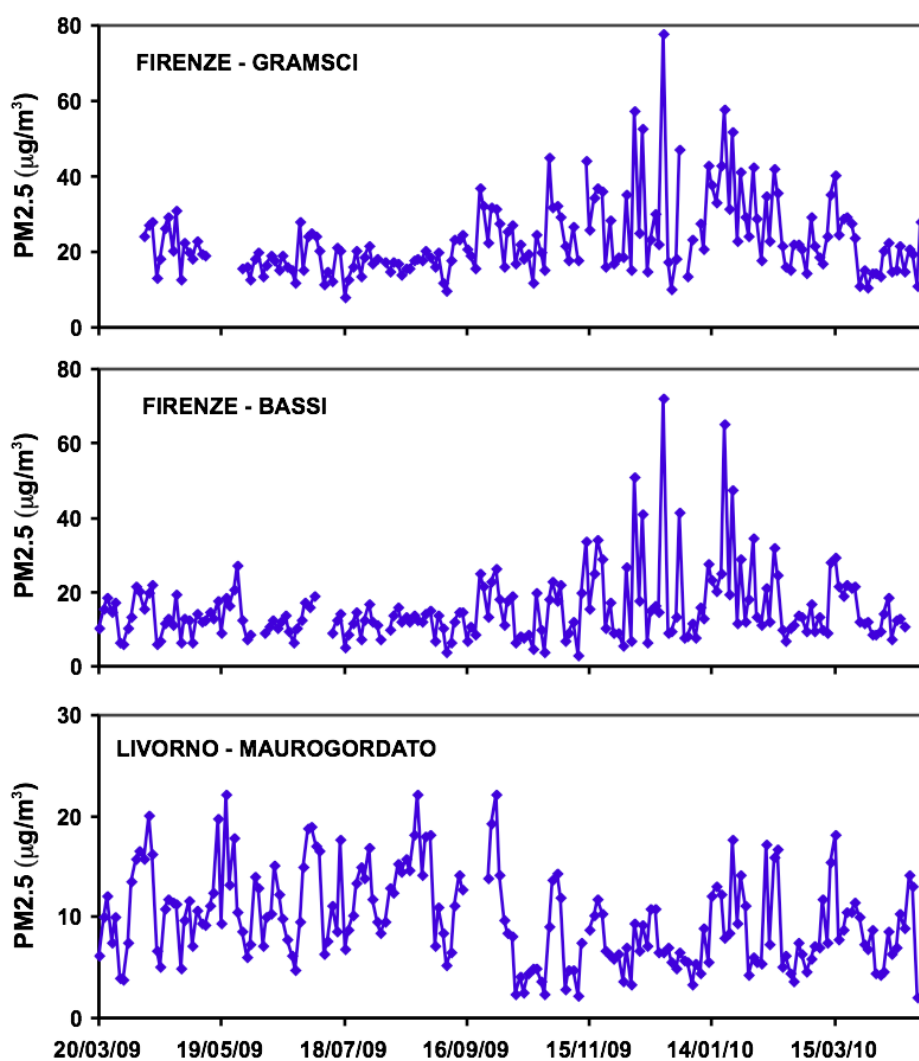 80
FIRENZE - GRAMSCI
60
40
20
0
PM2.5 (µg/m³)
80
FIRENZE - BASSI
60
40
20
0
PM2.5 (µg/m³)
30
LIVORNO - MAUROGORDATO
20
10
0
PM2.5 (µg/m³)
20/03/09 19/05/09 18/07/09 16/09/09 15/11/09 14/01/10 15/03/10